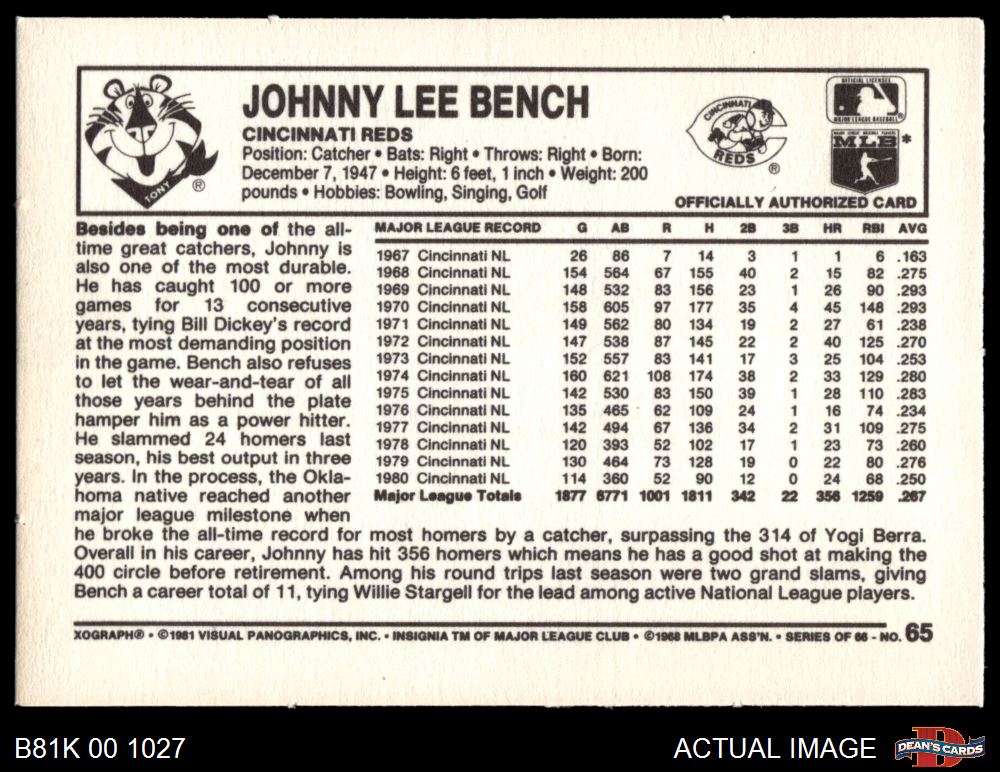 TONY ®
JOHNNY LEE BENCH
CINCINNATI REDS
Position: Catcher • Bats: Right • Throws: Right • Born:
December 7, 1947 • Height: 6 feet, 1 inch • Weight: 200
pounds • Hobbies: Bowling, Singing, Golf
CINCINNATI
REDS ®
OFFICIAL LICENSEE
MAJOR LEAGUE BASEBALL
MLB *
OFFICIALLY AUTHORIZED CARD
Besides being one of the all-
time great catchers, Johnny is
also one of the most durable.
He has caught 100 or more
games for 13 consecutive
years, tying Bill Dickey's record
at the most demanding position
in the game. Bench also refuses
to let the wear-and-tear of all
those years behind the plate
hamper him as a power hitter.
He slammed 24 homers last
season, his best output in three
years. In the process, the Okla-
homa native reached another
major league milestone when
he broke the all-time record for most homers by a catcher, surpassing the 314 of Yogi Berra.
Overall in his career, Johnny has hit 356 homers which means he has a good shot at making the
400 circle before retirement. Among his round trips last season were two grand slams, giving
Bench a career total of 11, tying Willie Stargell for the lead among active National League players.
MAJOR LEAGUE RECORD G AB R H 2B 3B HR RBI AVG
1967 Cincinnati NL 26 86 7 14 3 1 1 6 .163
1968 Cincinnati NL 154 564 67 155 40 2 15 82 .275
1969 Cincinnati NL 148 532 83 156 23 1 26 90 .293
1970 Cincinnati NL 158 605 97 177 35 4 45 148 .293
1971 Cincinnati NL 149 562 80 134 19 2 27 61 .238
1972 Cincinnati NL 147 538 87 145 22 2 40 125 .270
1973 Cincinnati NL 152 557 83 141 17 3 25 104 .253
1974 Cincinnati NL 160 621 108 174 38 2 33 129 .280
1975 Cincinnati NL 142 530 83 150 39 1 28 110 .283
1976 Cincinnati NL 135 465 62 109 24 1 16 74 .234
1977 Cincinnati NL 142 494 67 136 34 2 31 109 .275
1978 Cincinnati NL 120 393 52 102 17 1 23 73 .260
1979 Cincinnati NL 130 464 73 128 19 0 22 80 .276
1980 Cincinnati NL 114 360 52 90 12 0 24 68 .250
Major League Totals 1877 6771 1001 1811 342 22 356 1259 .267
XOGRAPH® • ©1981 VISUAL PANOGRAPHICS, INC. • INSIGNIA TM OF MAJOR LEAGUE CLUB • ©1968 MLBPA ASS'N. • SERIES OF 66 - NO. 65
B81K 00 1027
ACTUAL IMAGE
D
DEAN'S CARDS